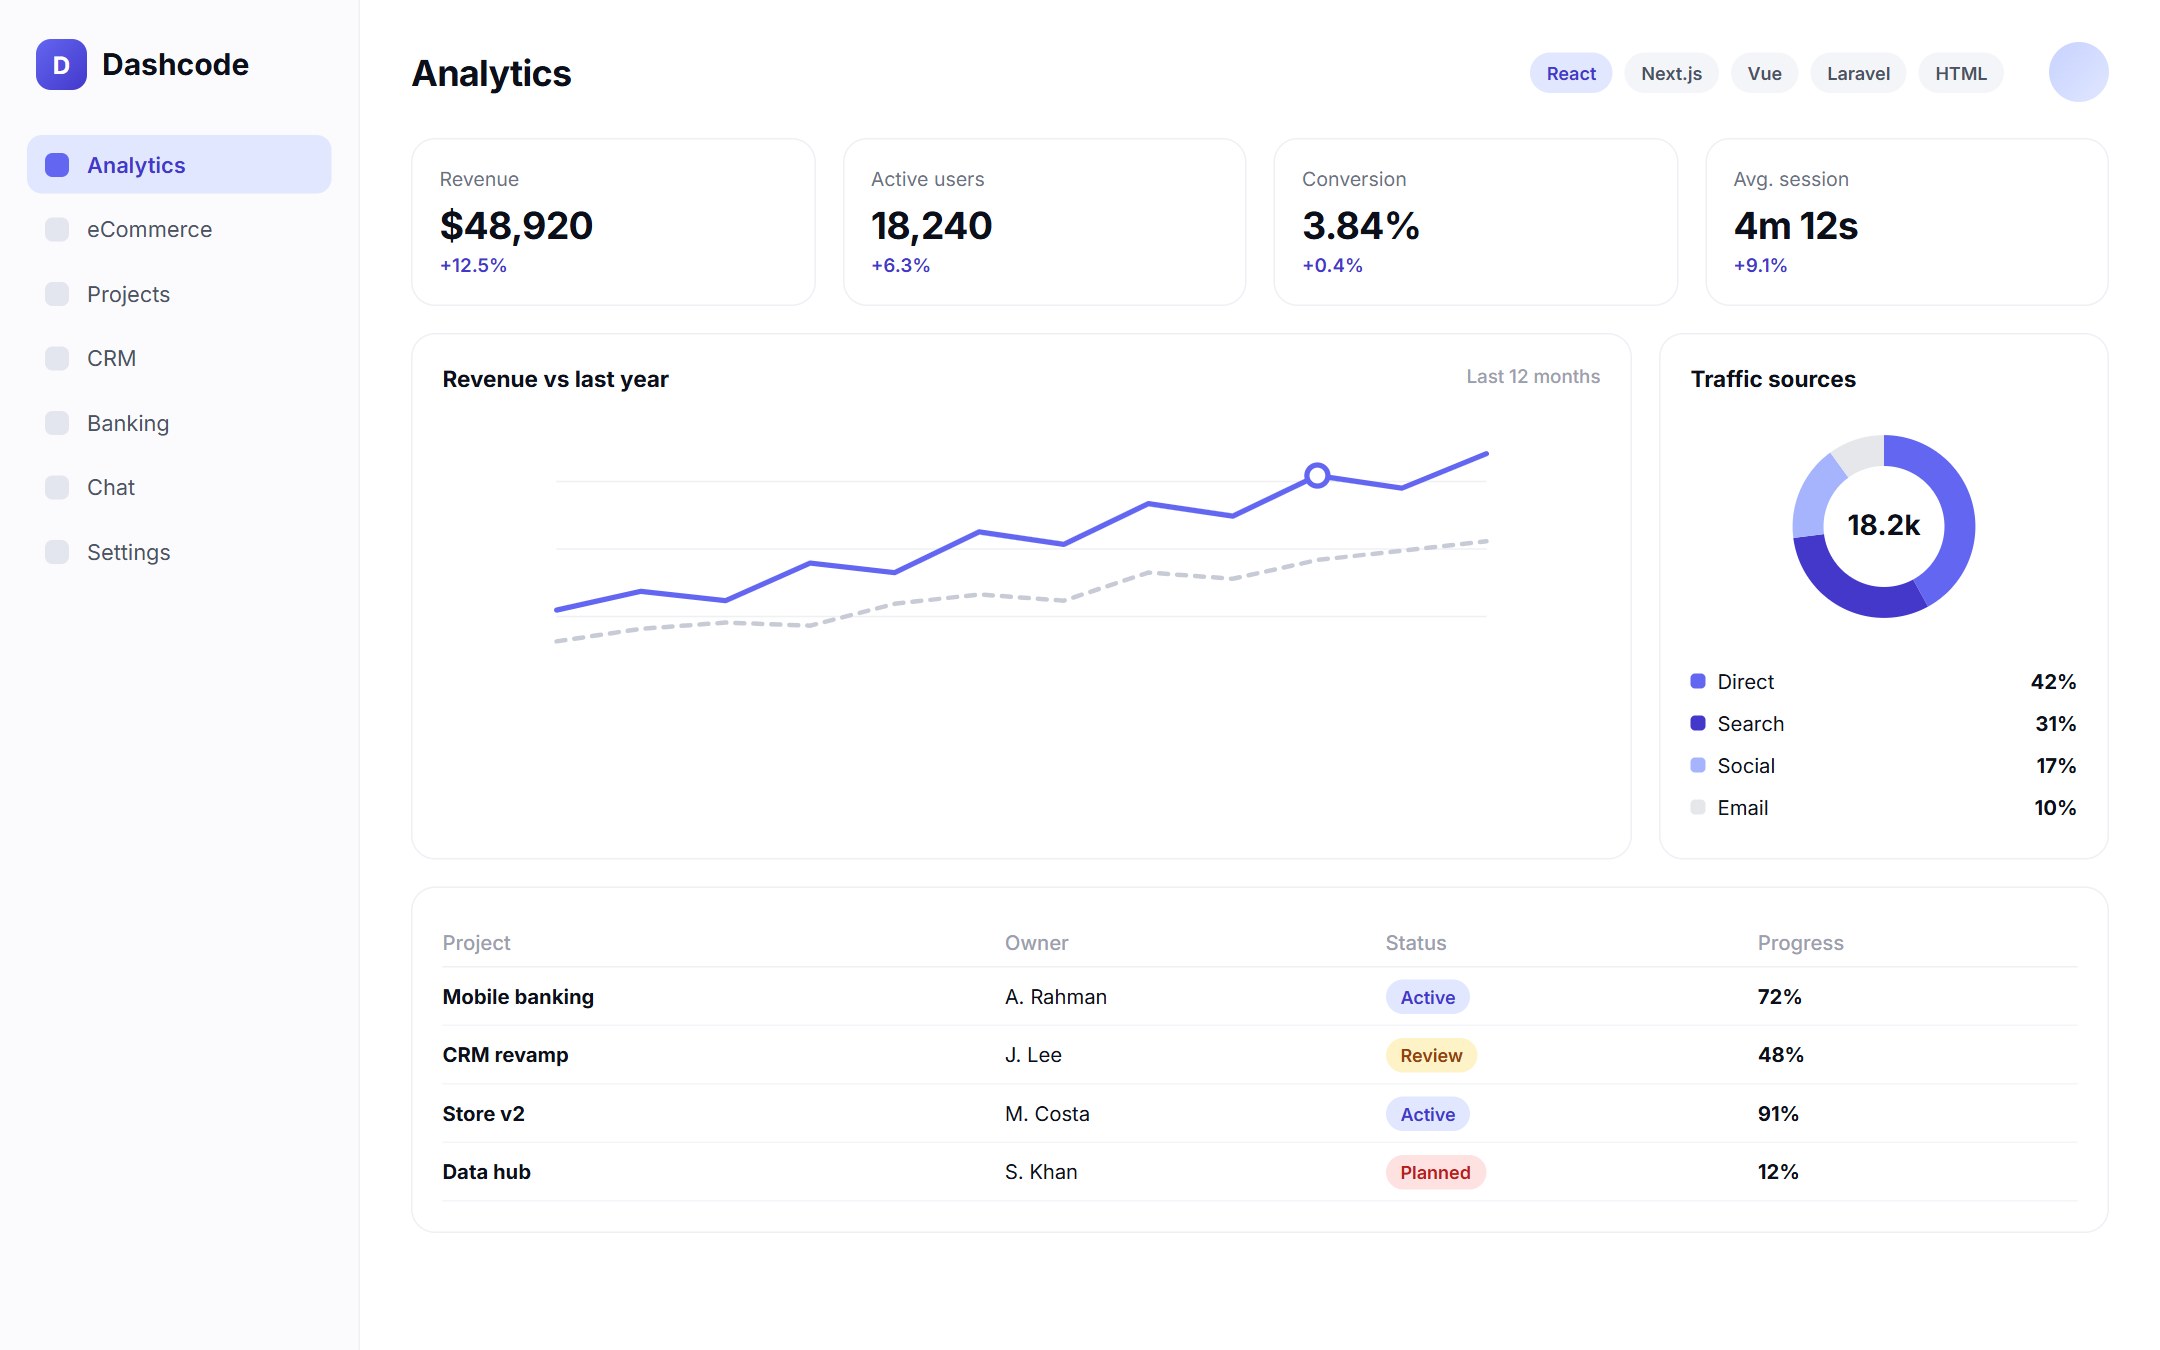 D Dashcode
Analytics
eCommerce
Projects
CRM
Banking
Chat
Settings
Analytics
React Next.js Vue Laravel HTML
Revenue
$48,920
+12.5%
Active users
18,240
+6.3%
Conversion
3.84%
+0.4%
Avg. session
4m 12s
+9.1%
Revenue vs last year Last 12 months
Traffic sources
18.2k
Direct 42%
Search 31%
Social 17%
Email 10%
Project Owner Status Progress
Mobile banking A. Rahman Active 72%
CRM revamp J. Lee Review 48%
Store v2 M. Costa Active 91%
Data hub S. Khan Planned 12%